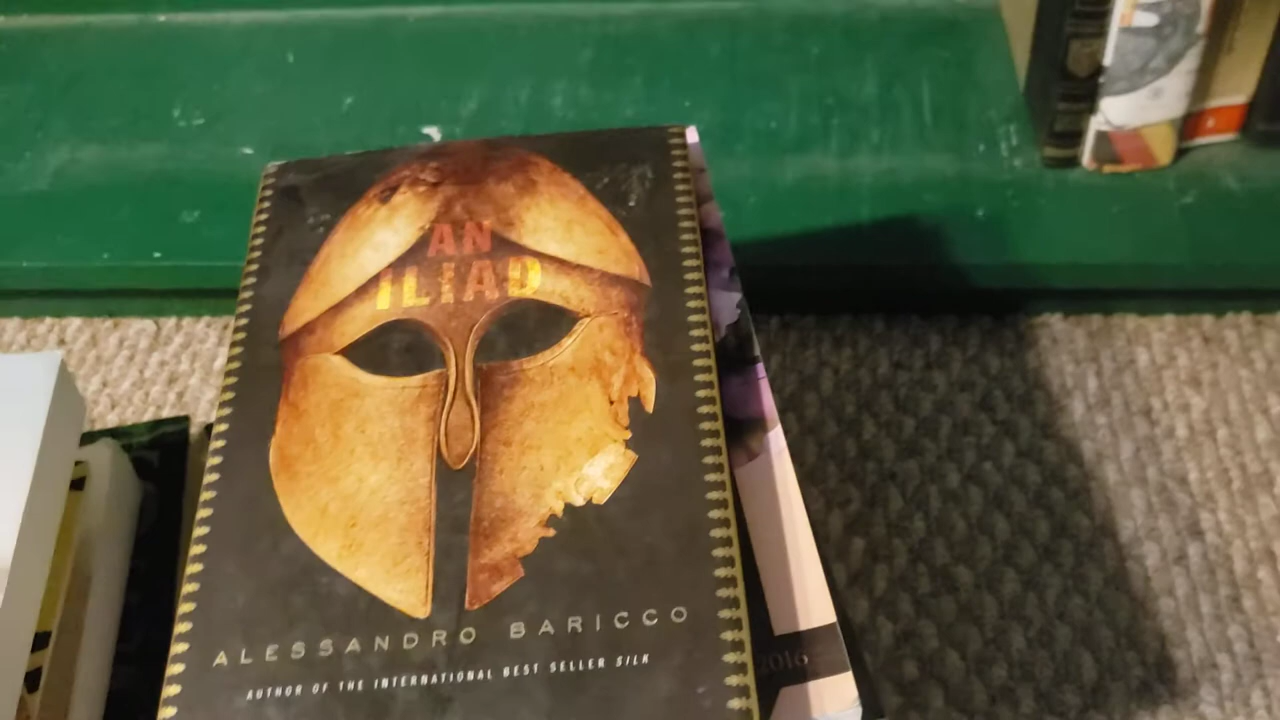 AN
ILIAD
ALESSANDRO BARICCO
AUTHOR OF THE INTERNATIONAL BEST SELLER SILK
2016